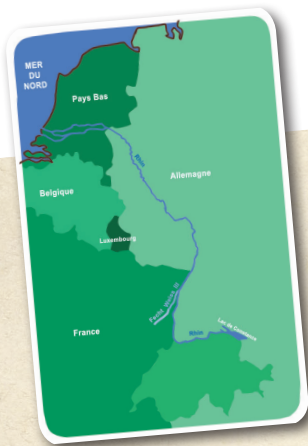 MER
DU
NORD
Pays Bas
RHIN
Allemagne
Belgique
Luxembourg
France
RHIN
Lac de Constance